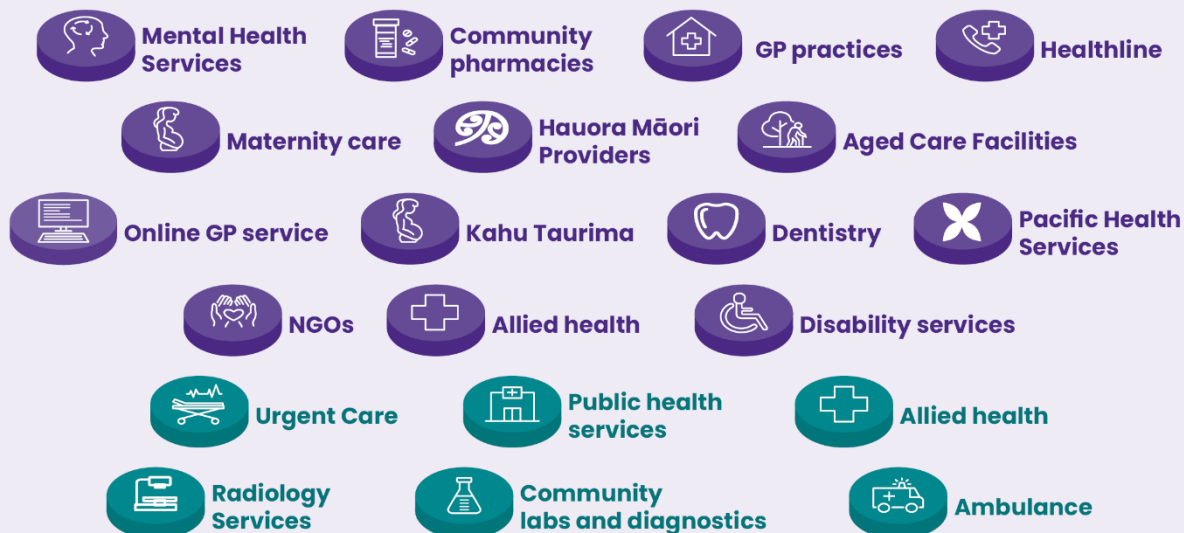 Mental Health
Services
Community
pharmacies
GP practices
Healthline
Maternity care
Hauora Māori
Providers
Aged Care Facilities
Online GP service
Kahu Taurima
Dentistry
Pacific Health
Services
NGOs
Allied health
Disability services
Urgent Care
Public health
services
Allied health
Radiology
Services
Community
labs and diagnostics
Ambulance